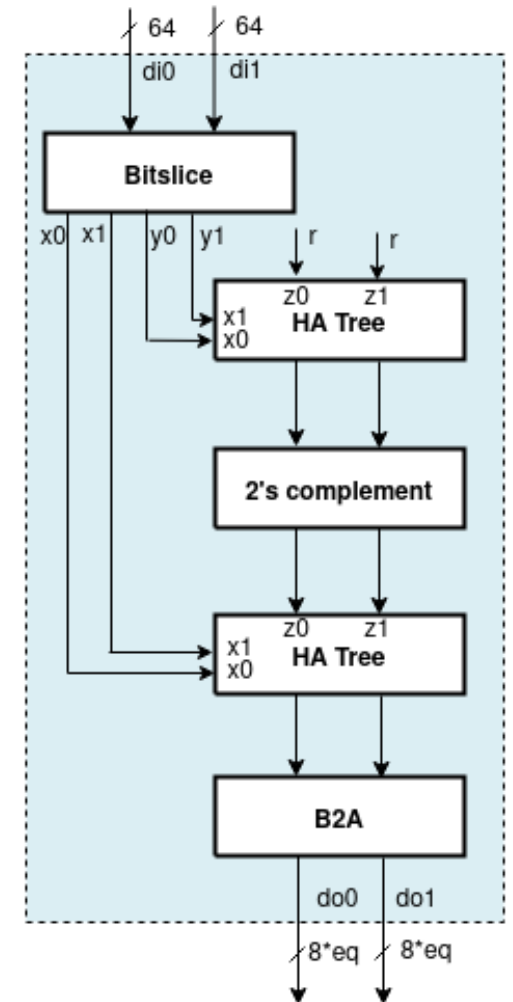 64 64
di0 di1
Bitslice
x0 x1 y0 y1 r r
z0 z1
x1 HA Tree
x0
2's complement
z0 z1
x1 HA Tree
x0
B2A
do0 do1
8*eq 8*eq